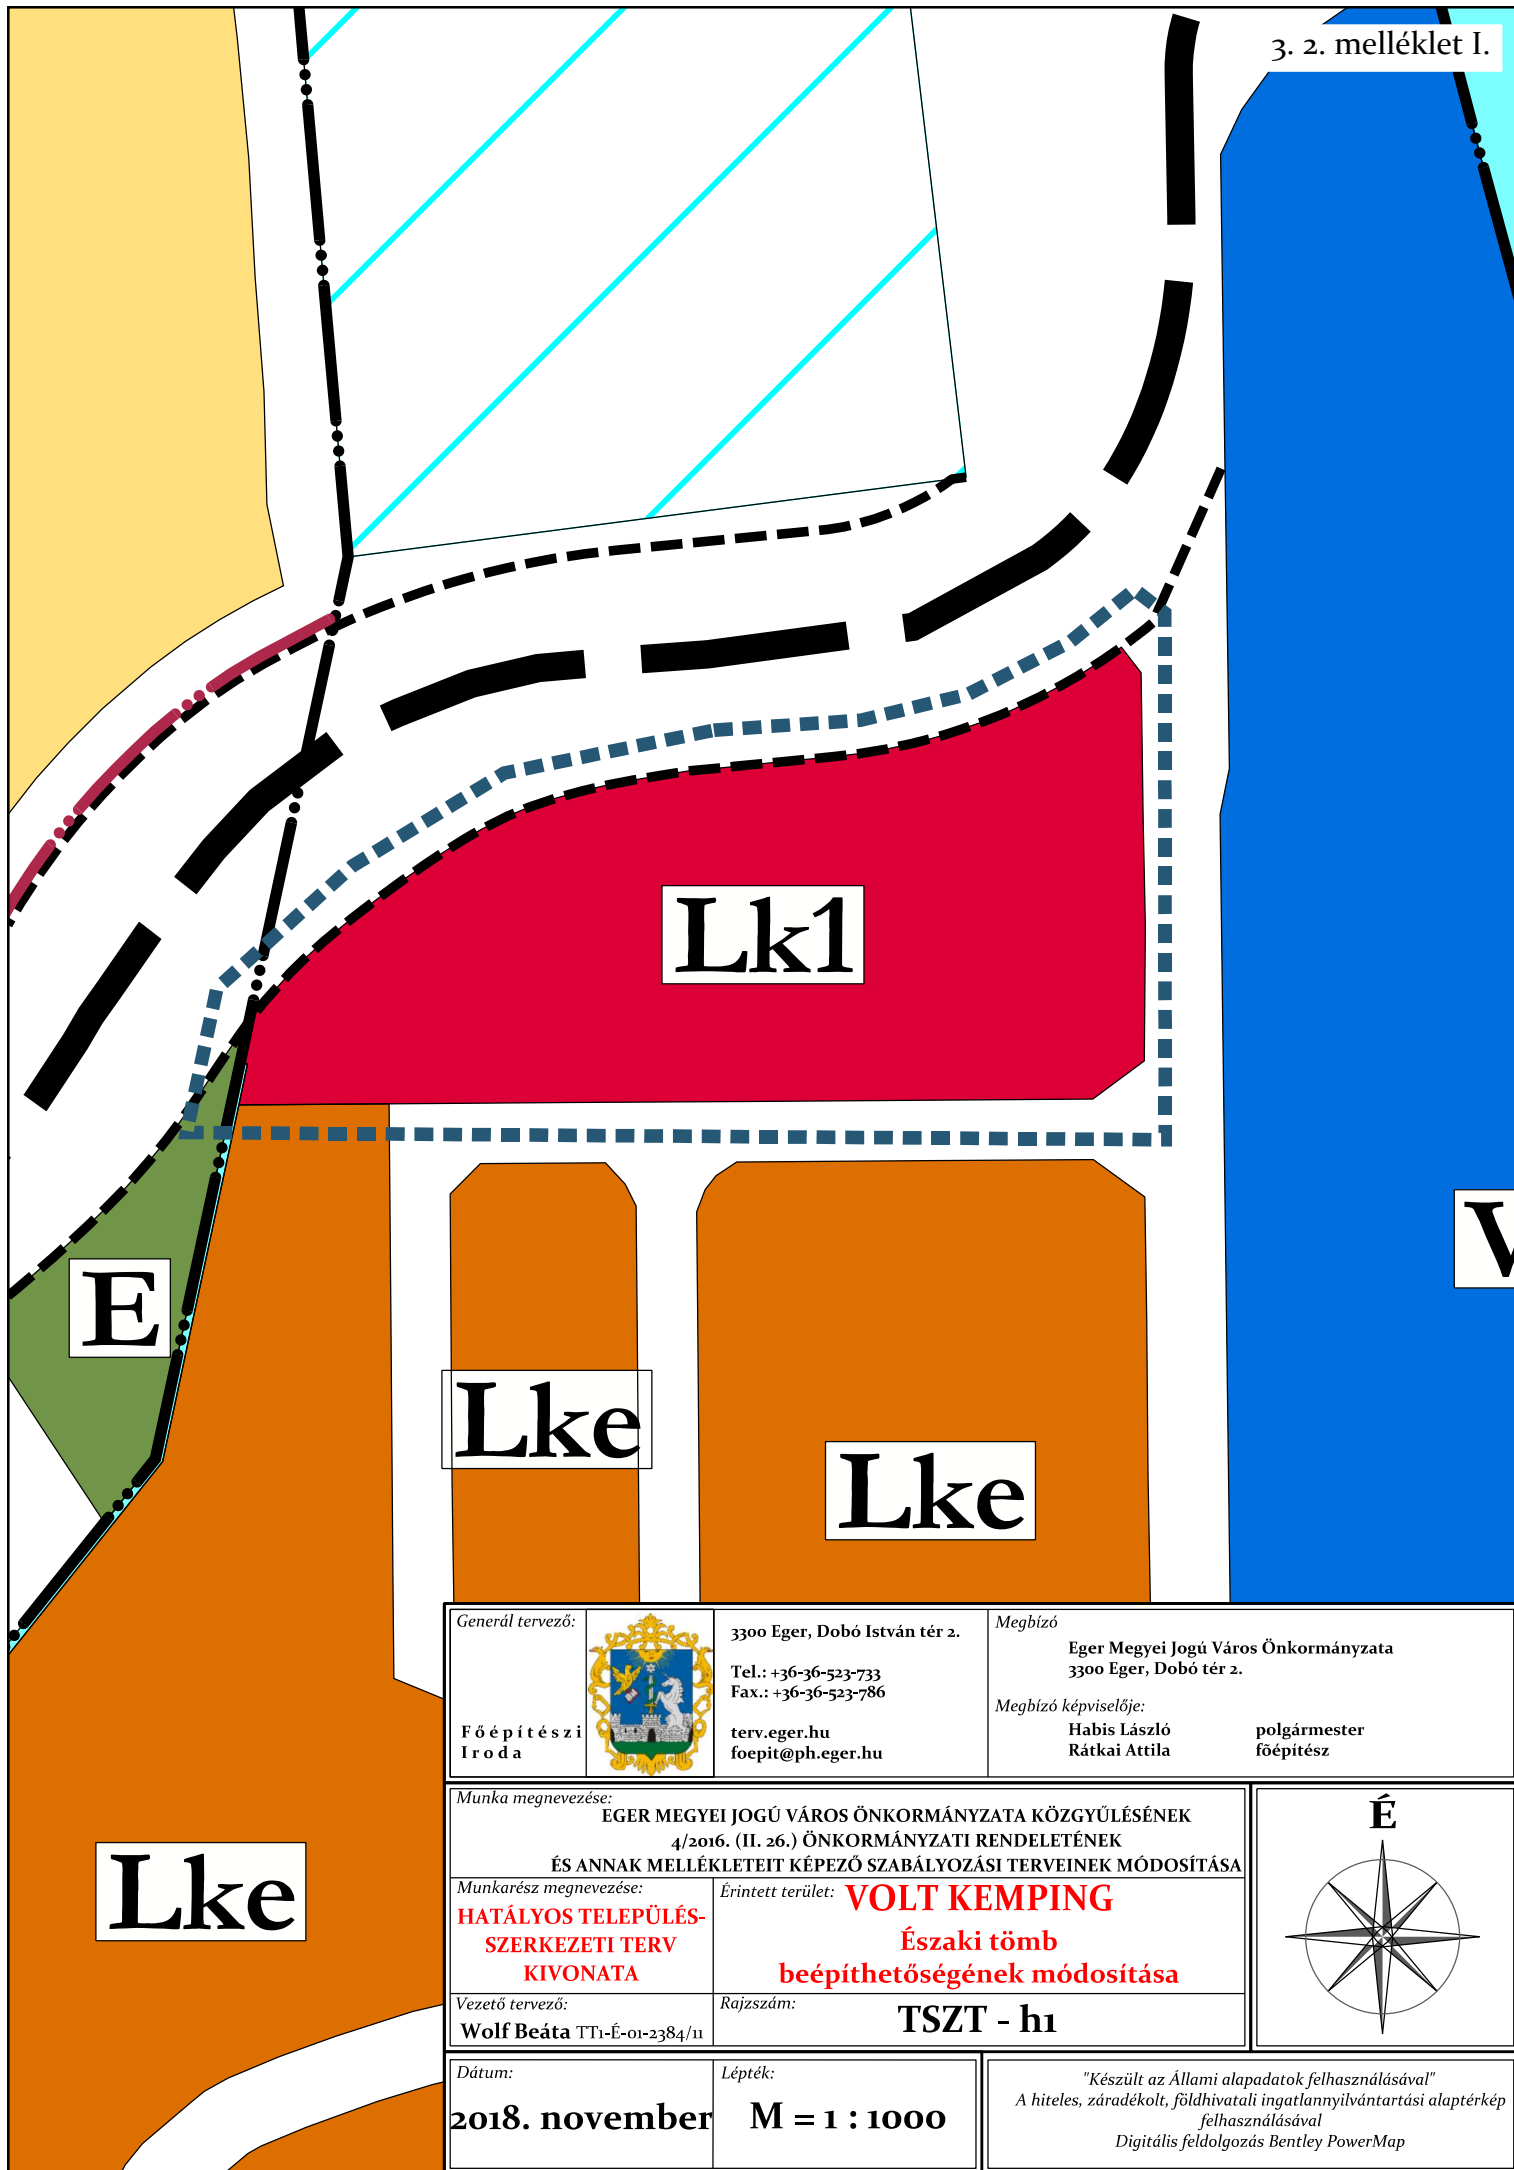 3. 2. melléklet I.
Lk1
E
V
Lke
Lke
Lke
Generál tervező:
Főépítészi
Iroda
3300 Eger, Dobó István tér 2.
Tel.: +36-36-523-733
Fax.: +36-36-523-786
terv.eger.hu
foepit@ph.eger.hu
Megbízó
Eger Megyei Jogú Város Önkormányzata
3300 Eger, Dobó tér 2.
Megbízó képviselője:
Habis László polgármester
Rátkai Attila főépítész
Munka megnevezése:
EGER MEGYEI JOGÚ VÁROS ÖNKORMÁNYZATA KÖZGYŰLÉSÉNEK
4/2016. (II. 26.) ÖNKORMÁNYZATI RENDELETÉNEK
ÉS ANNAK MELLÉKLETEIT KÉPEZŐ SZABÁLYOZÁSI TERVEINEK MÓDOSÍTÁSA
É
Munkarész megnevezése:
HATÁLYOS TELEPÜLÉS-
SZERKEZETI TERV
KIVONATA
Érintett terület: VOLT KEMPING
Északi tömb
beépíthetőségének módosítása
Vezető tervező:
Wolf Beáta TT1-É-01-2384/11
Rajzszám:
TSZT - h1
Dátum:
2018. november
Lépték:
M = 1 : 1000
"Készült az Állami alapadatok felhasználásával"
A hiteles, záradékolt, földhivatali ingatlannyilvántartási alaptérkép
felhasználásával
Digitális feldolgozás Bentley PowerMap